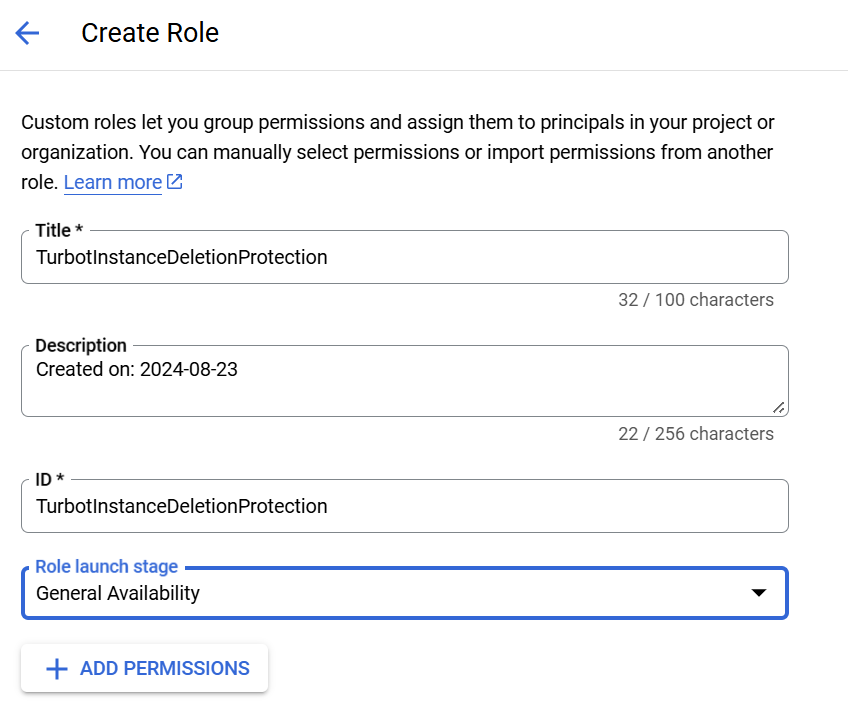 Create Role
Custom roles let you group permissions and assign them to principals in your project or
organization. You can manually select permissions or import permissions from another
role. Learn more
Title *
TurbotInstanceDeletionProtection
32 / 100 characters
Description
Created on: 2024-08-23
22 / 256 characters
ID *
TurbotInstanceDeletionProtection
Role launch stage
General Availability
ADD PERMISSIONS